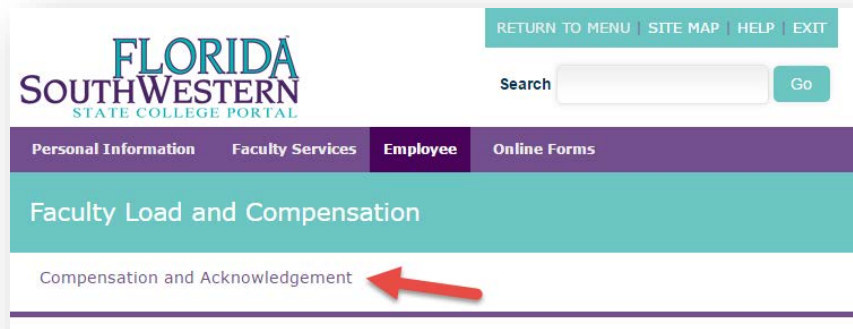 RETURN TO MENU | SITE MAP | HELP | EXIT
FLORIDA
SOUTHWESTERN
STATE COLLEGE PORTAL
Search
Go
Personal Information Faculty Services Employee Online Forms
Faculty Load and Compensation
Compensation and Acknowledgement